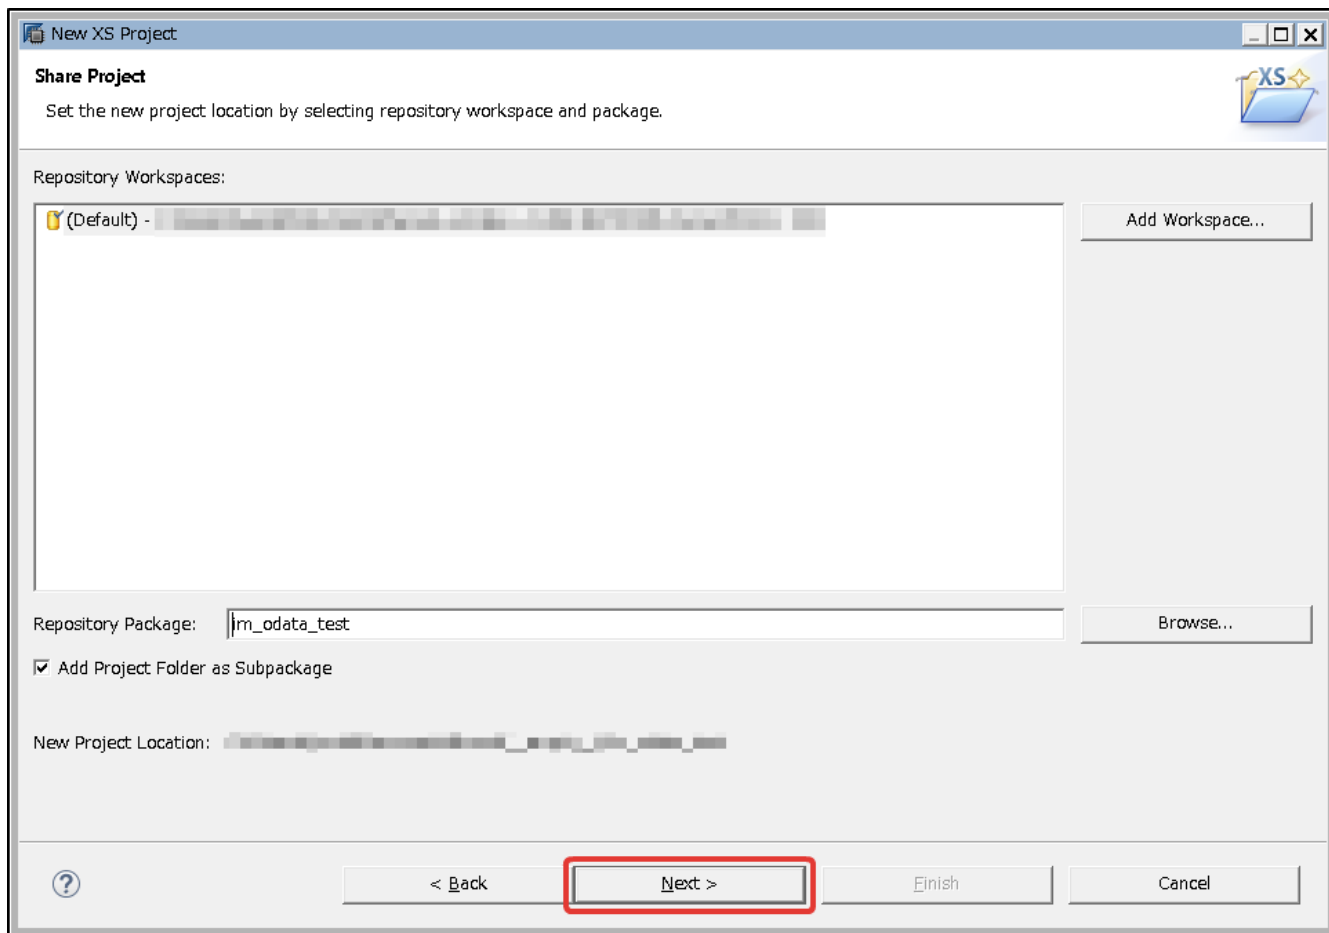 New XS Project
Share Project
XS
Set the new project location by selecting repository workspace and package.
Repository Workspaces:
(Default) -
Add Workspace...
Repository Package: im_odata_test
Browse...
Add Project Folder as Subpackage
New Project Location:
?
< Back
Next >
Finish
Cancel